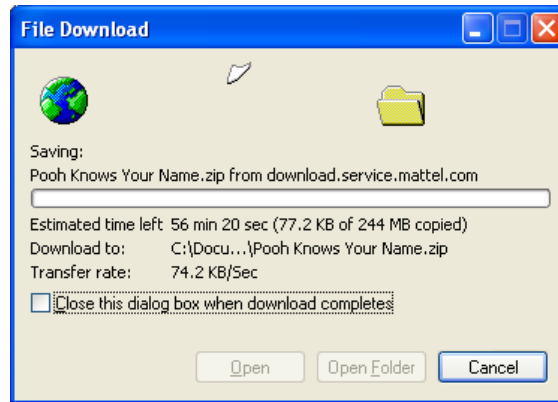 File Download
Saving:
Pooh Knows Your Name.zip from download.service.mattel.com
Estimated time left 56 min 20 sec (77.2 KB of 244 MB copied)
Download to: C:\Docu...\Pooh Knows Your Name.zip
Transfer rate: 74.2 KB/Sec
Close this dialog box when download completes
Open Open Folder Cancel